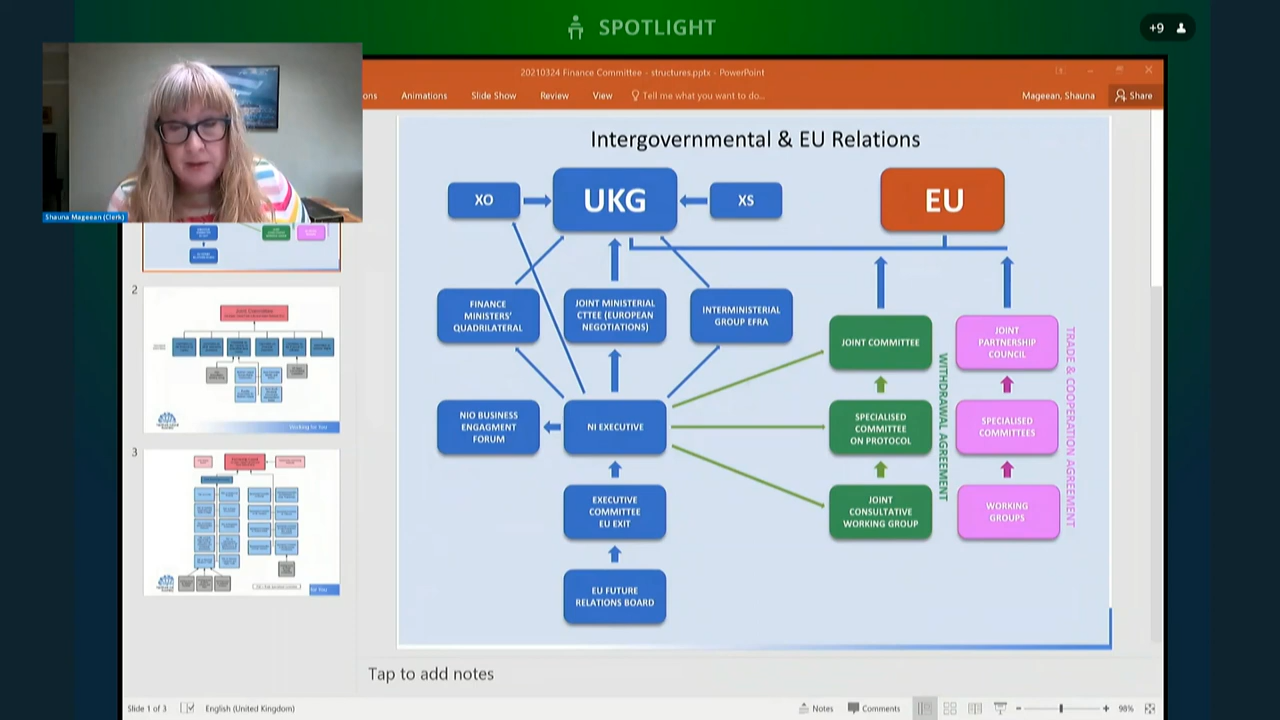 SPOTLIGHT
+9
20210324 Finance Committee - structures.pptx - PowerPoint
ons
Animations
Slide Show
Review
View
Tell me what you want to do...
Mageean, Shauna
Share
Shauna Mageean (Clerk)
Intergovernmental & EU Relations
XO
UKG
XS
EU
FINANCE
MINISTERS'
QUADRILATERAL
JOINT MINISTERIAL
CTTEE (EUROPEAN
NEGOTIATIONS)
INTERMINISTERIAL
GROUP EFRA
JOINT COMMITTEE
JOINT
PARTNERSHIP
COUNCIL
NIO BUSINESS
ENGAGMENT
FORUM
NI EXECUTIVE
SPECIALISED
COMMITTEE
ON PROTOCOL
SPECIALISED
COMMITTEES
EXECUTIVE
COMMITTEE
EU EXIT
JOINT
CONSULTATIVE
WORKING GROUP
WORKING
GROUPS
EU FUTURE
RELATIONS BOARD
WITHDRAWAL AGREEMENT
TRADE & COOPERATION AGREEMENT
2
Joint Committee
Working for You
3
for You
Tap to add notes
Slide 1 of 3
English (United Kingdom)
Notes
Comments
98%